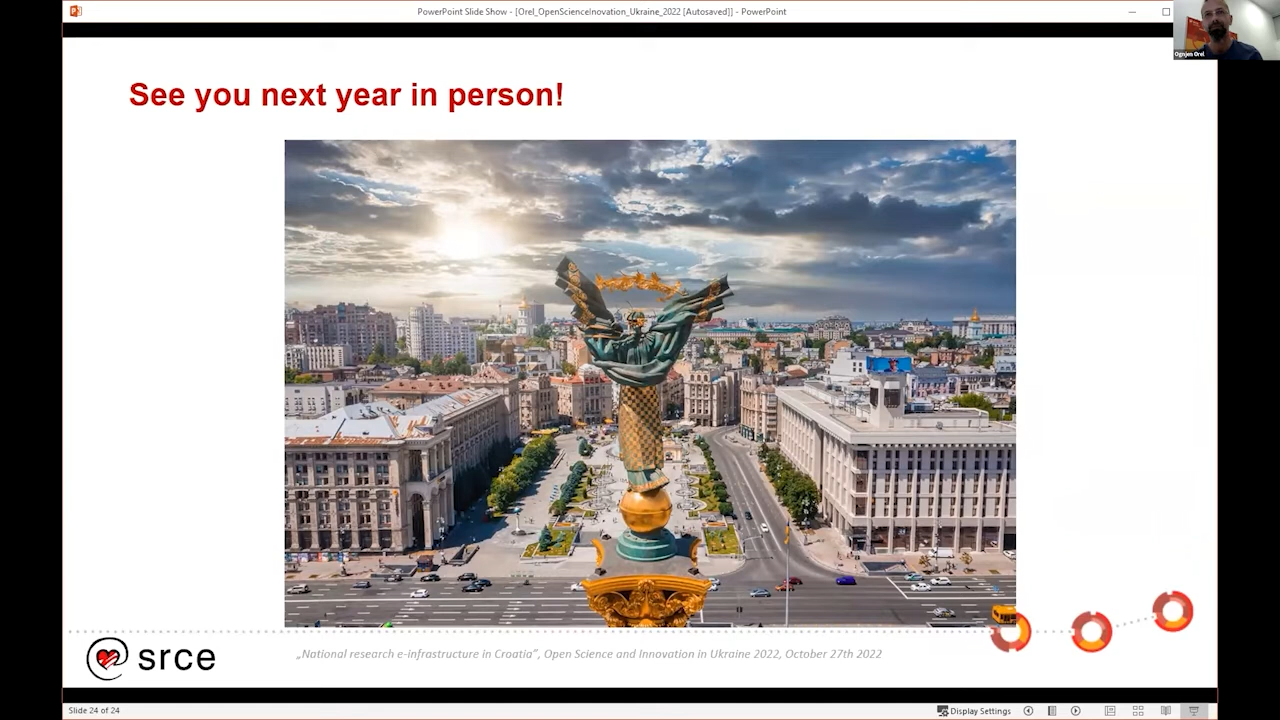 PowerPoint Slide Show - [Orel_OpenScienceInovation_Ukraine_2022 [Autosaved]] - PowerPoint
Ognjen Orel
See you next year in person!
srce
„National research e-infrastructure in Croatia”, Open Science and Innovation in Ukraine 2022, October 27th 2022
Slide 24 of 24
Display Settings